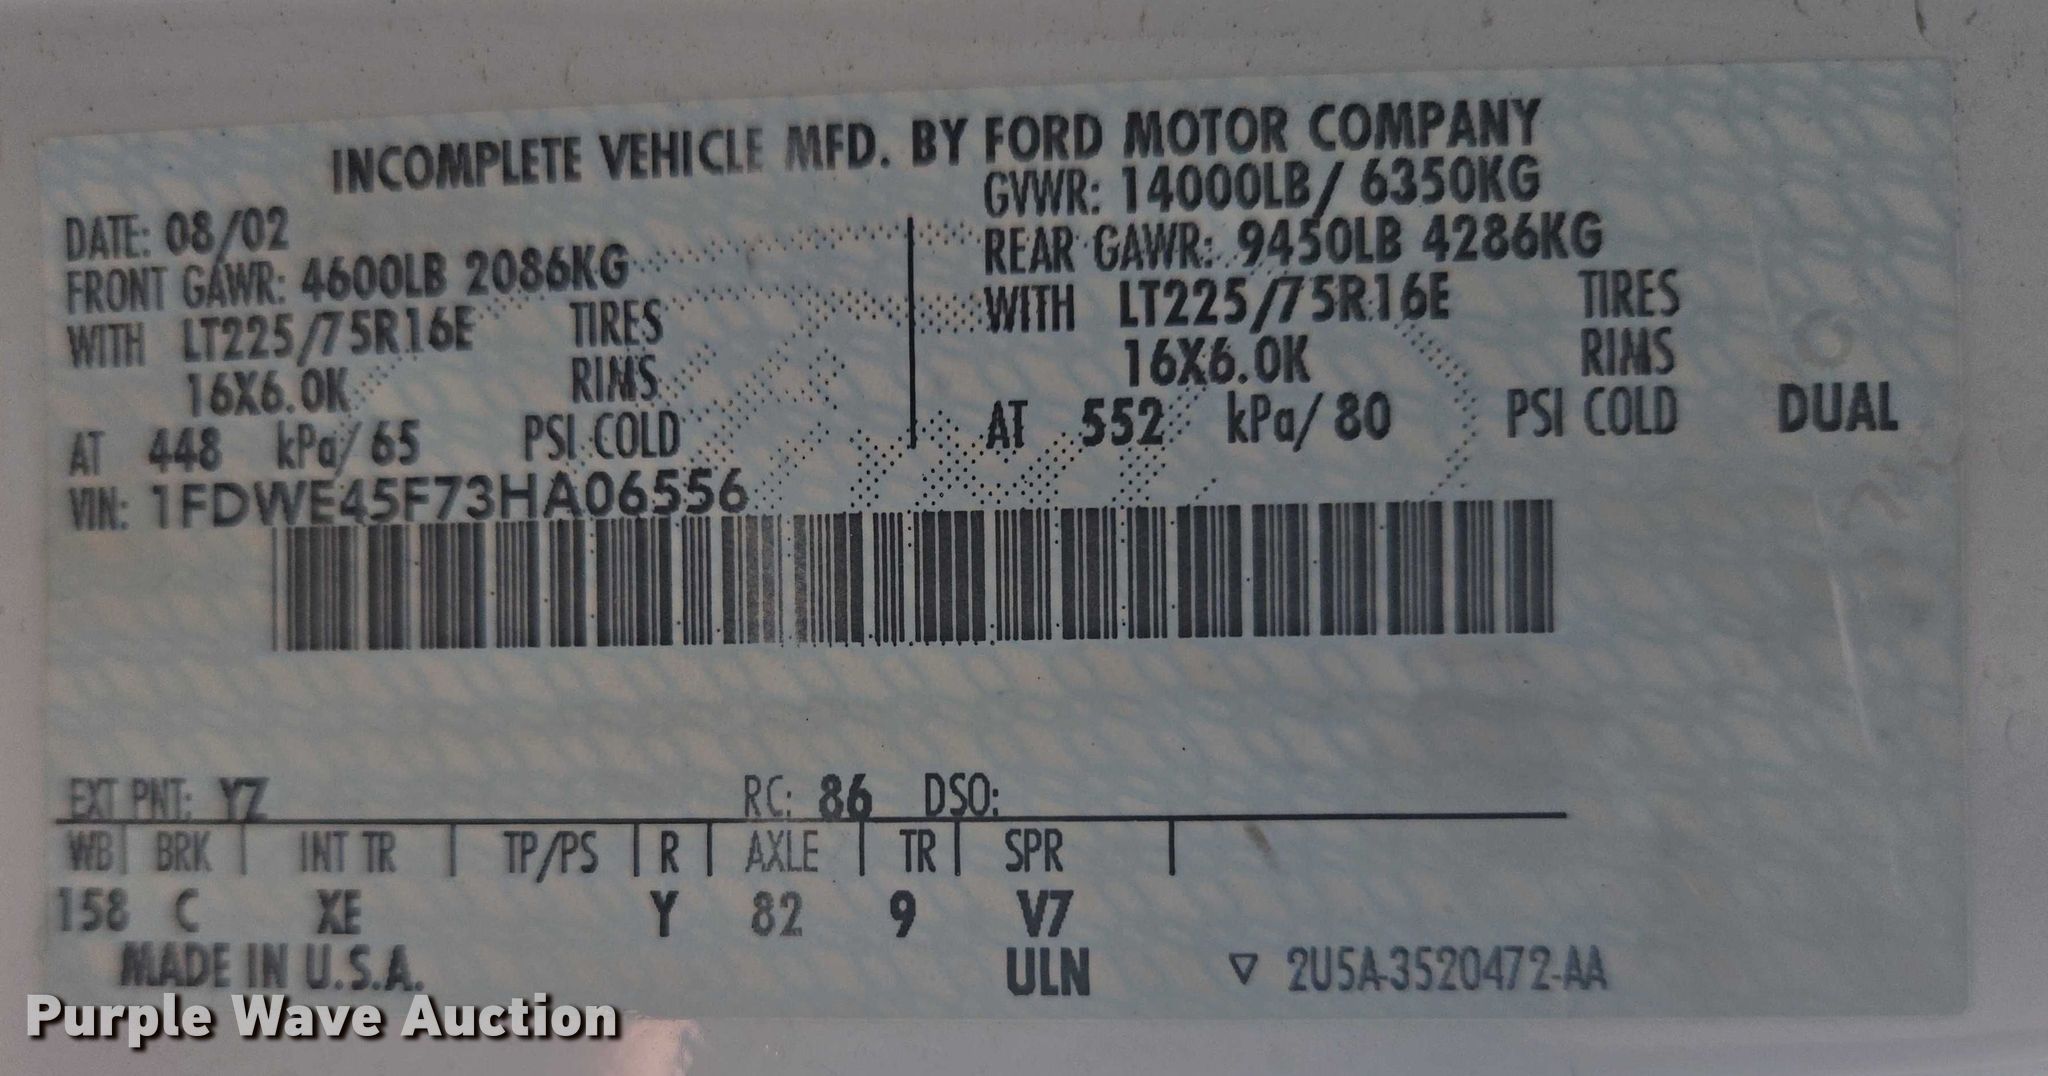 INCOMPLETE VEHICLE MFD. BY FORD MOTOR COMPANY
GVWR: 14000LB/ 6350KG
DATE: 08/02
FRONT GAWR: 4600LB 2086KG
WITH LT225/75R16E TIRES
16X6.0K RIMS
AT 448 kPa/ 65 PSI COLD
REAR GAWR: 9450LB 4286KG
WITH LT225/75R16E TIRES
16X6.0K RIMS
AT 552 kPa/ 80 PSI COLD DUAL
VIN: 1FDWE45F73HA06556
EXT PNT: YZ RC: 86 DSO:
WB | BRK | INT TR | TP/PS | R | AXLE | TR | SPR |
158 C XE Y 82 9 V7
MADE IN U.S.A. ULN ▽ 2U5A-3520472-AA
Purple Wave Auction